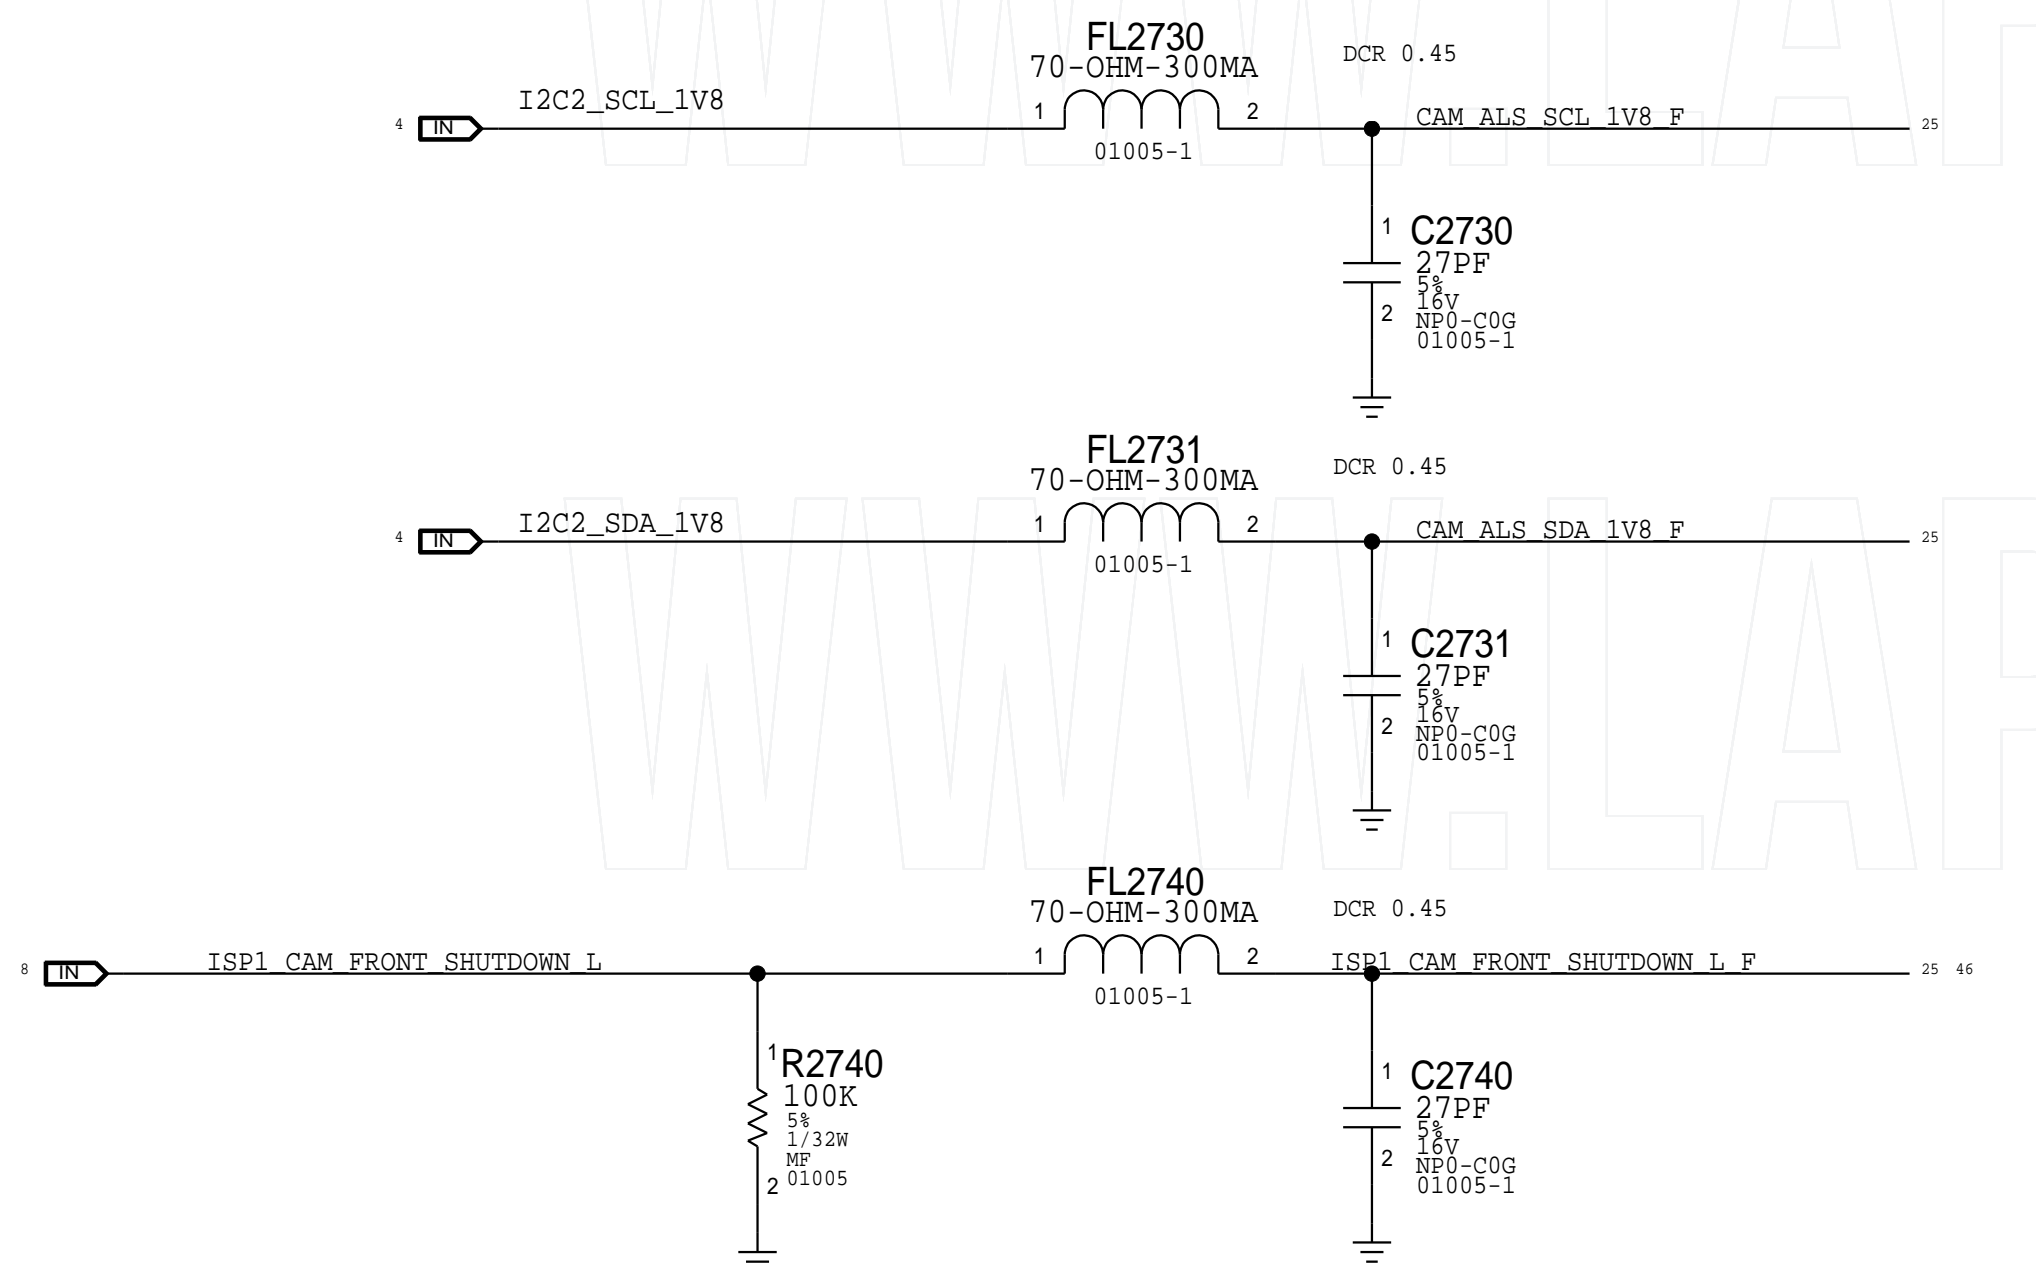 FL2730
70-OHM-300MA
DCR 0.45
I2C2_SCL_1V8
4 IN
1 2
CAM_ALS_SCL_1V8_F
25
01005-1
1 C2730
27PF
5%
16V
2 NP0-C0G
01005-1
FL2731
70-OHM-300MA
DCR 0.45
I2C2_SDA_1V8
4 IN
1 2
CAM_ALS_SDA_1V8_F
25
01005-1
1 C2731
27PF
5%
16V
2 NP0-C0G
01005-1
FL2740
70-OHM-300MA
DCR 0.45
8 IN
ISP1_CAM_FRONT_SHUTDOWN_L
1 2
ISP1_CAM_FRONT_SHUTDOWN_L_F
25 46
01005-1
1 R2740
100K
5%
1/32W
MF
2 01005
1 C2740
27PF
5%
16V
2 NP0-C0G
01005-1